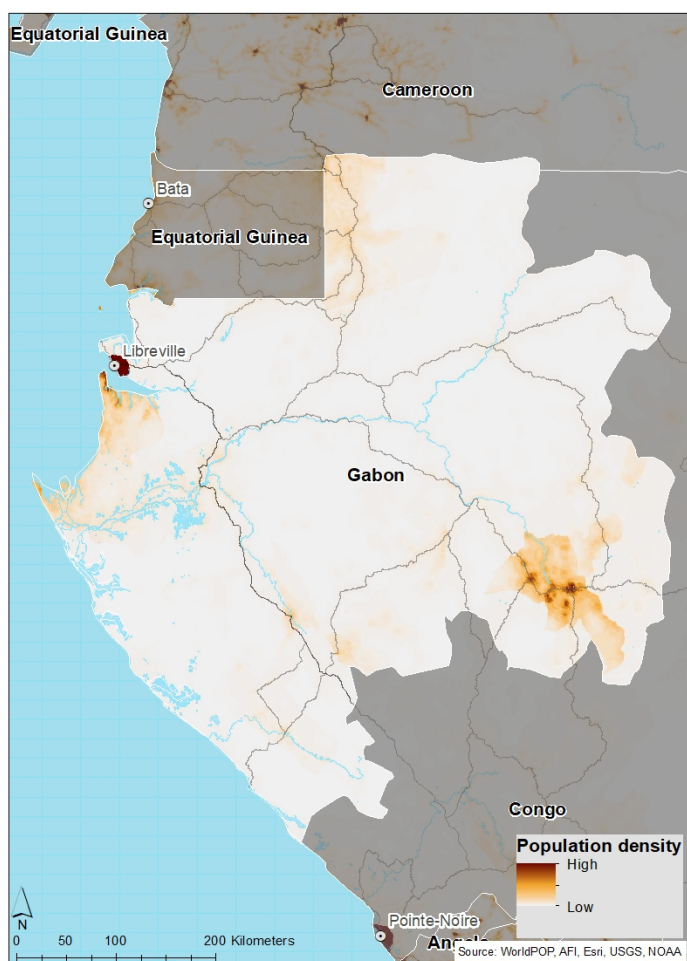 Equatorial Guinea
Cameroon
Bata
Equatorial Guinea
Libreville
Gabon
Congo
Population density
High
Low
Pointe-Noire
Angola
N
0 50 100 200 Kilometers
Source: WorldPOP, AFI, Esri, USGS, NOAA